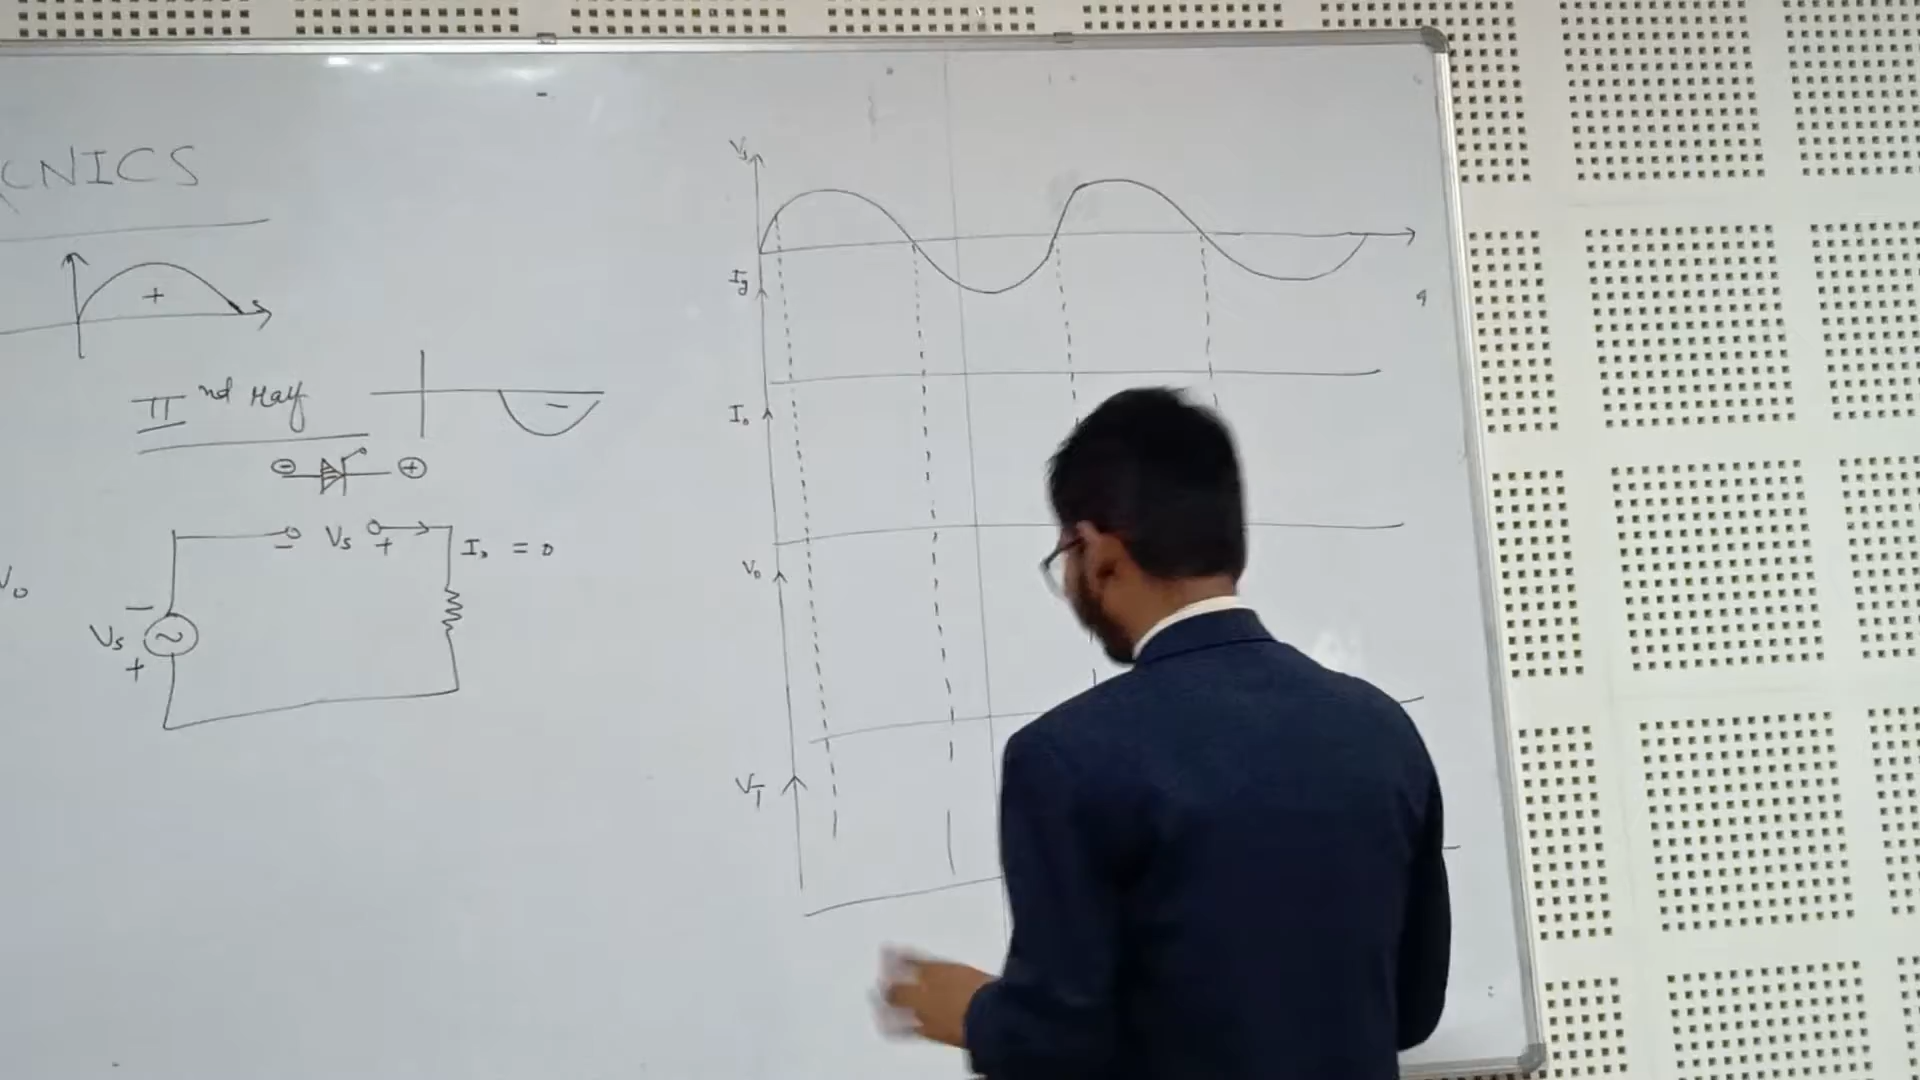 CNICS
+
II nd Half
-
⊖ ⊕
- Vs + I₀ = 0
V₀
-
Vs
+
Vs
Ig
I₀
V₀
VT